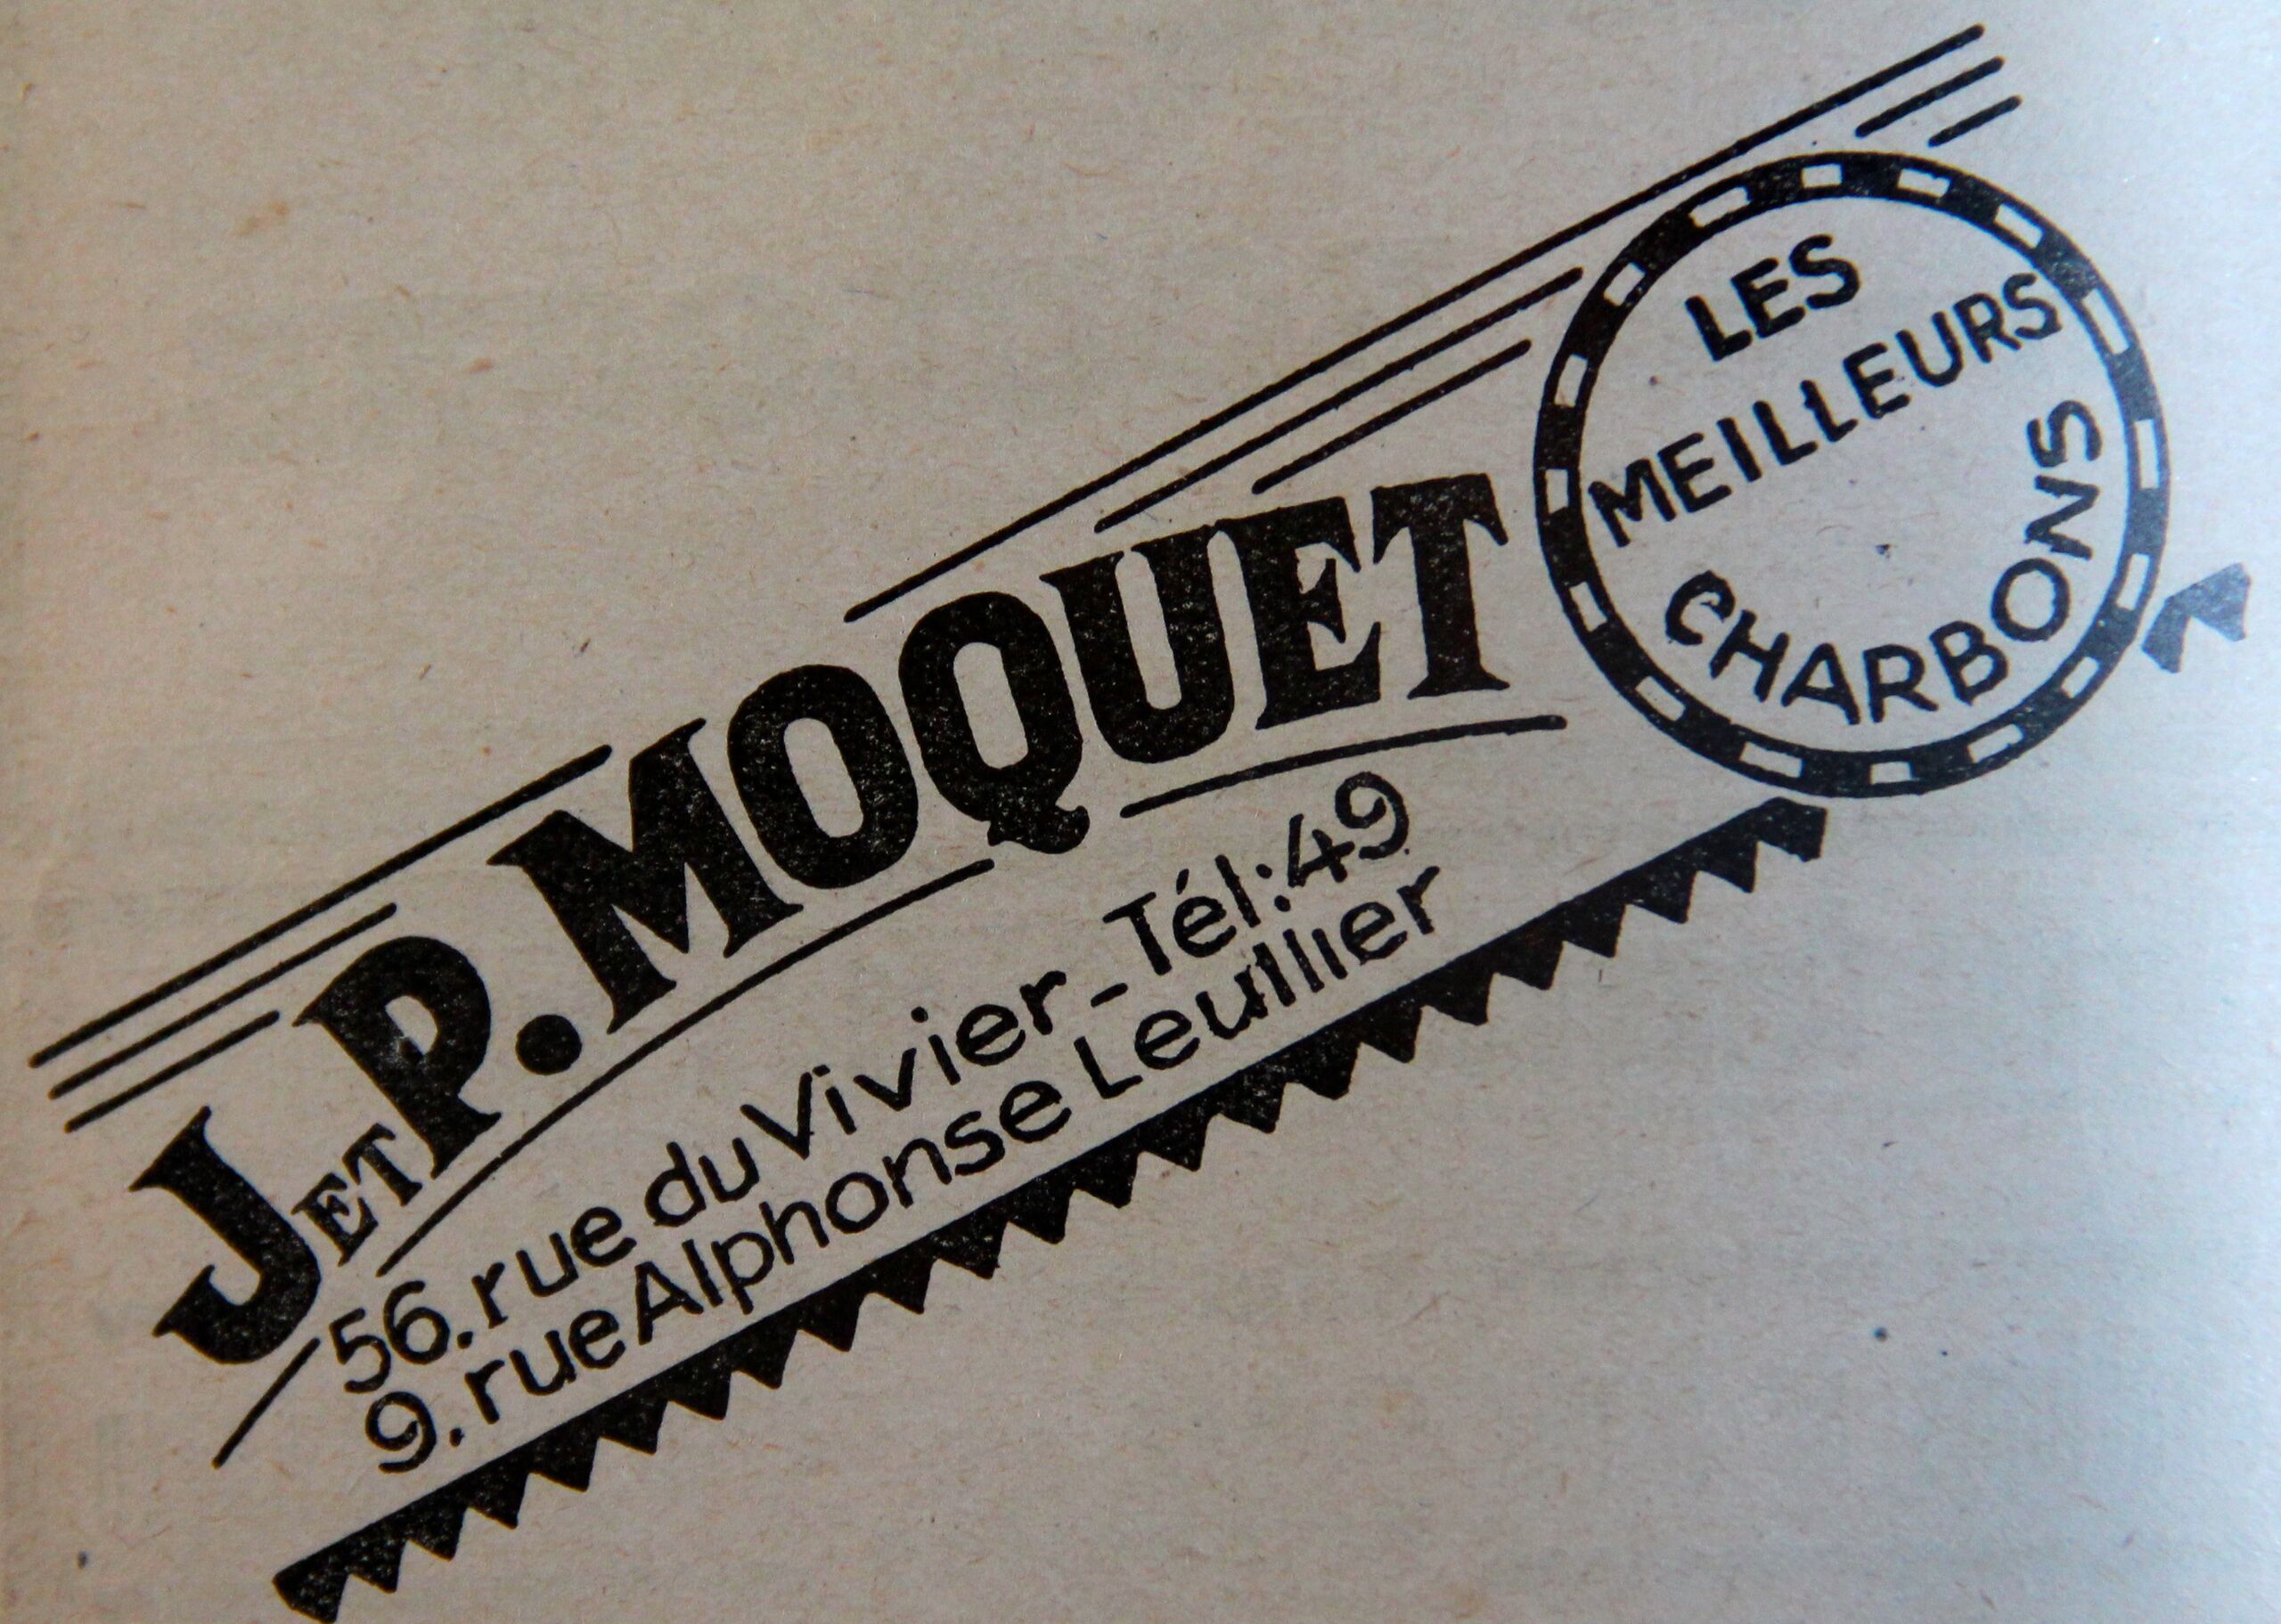 J ET P. MOQUET
56. rue du Vivier - Tél: 49
9. rue Alphonse Leullier
LES
MEILLEURS
CHARBONS